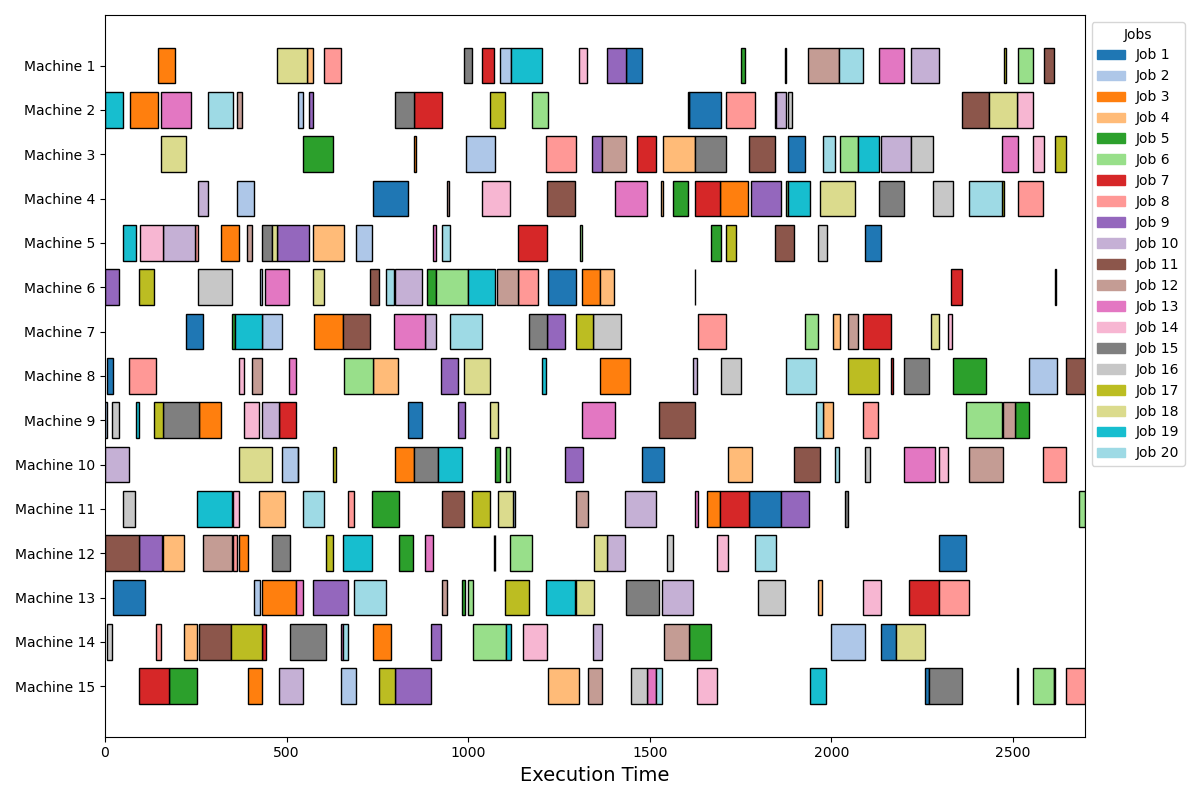 Machine 1
Machine 2
Machine 3
Machine 4
Machine 5
Machine 6
Machine 7
Machine 8
Machine 9
Machine 10
Machine 11
Machine 12
Machine 13
Machine 14
Machine 15
0 500 1000 1500 2000 2500
Execution Time
Jobs
Job 1
Job 2
Job 3
Job 4
Job 5
Job 6
Job 7
Job 8
Job 9
Job 10
Job 11
Job 12
Job 13
Job 14
Job 15
Job 16
Job 17
Job 18
Job 19
Job 20